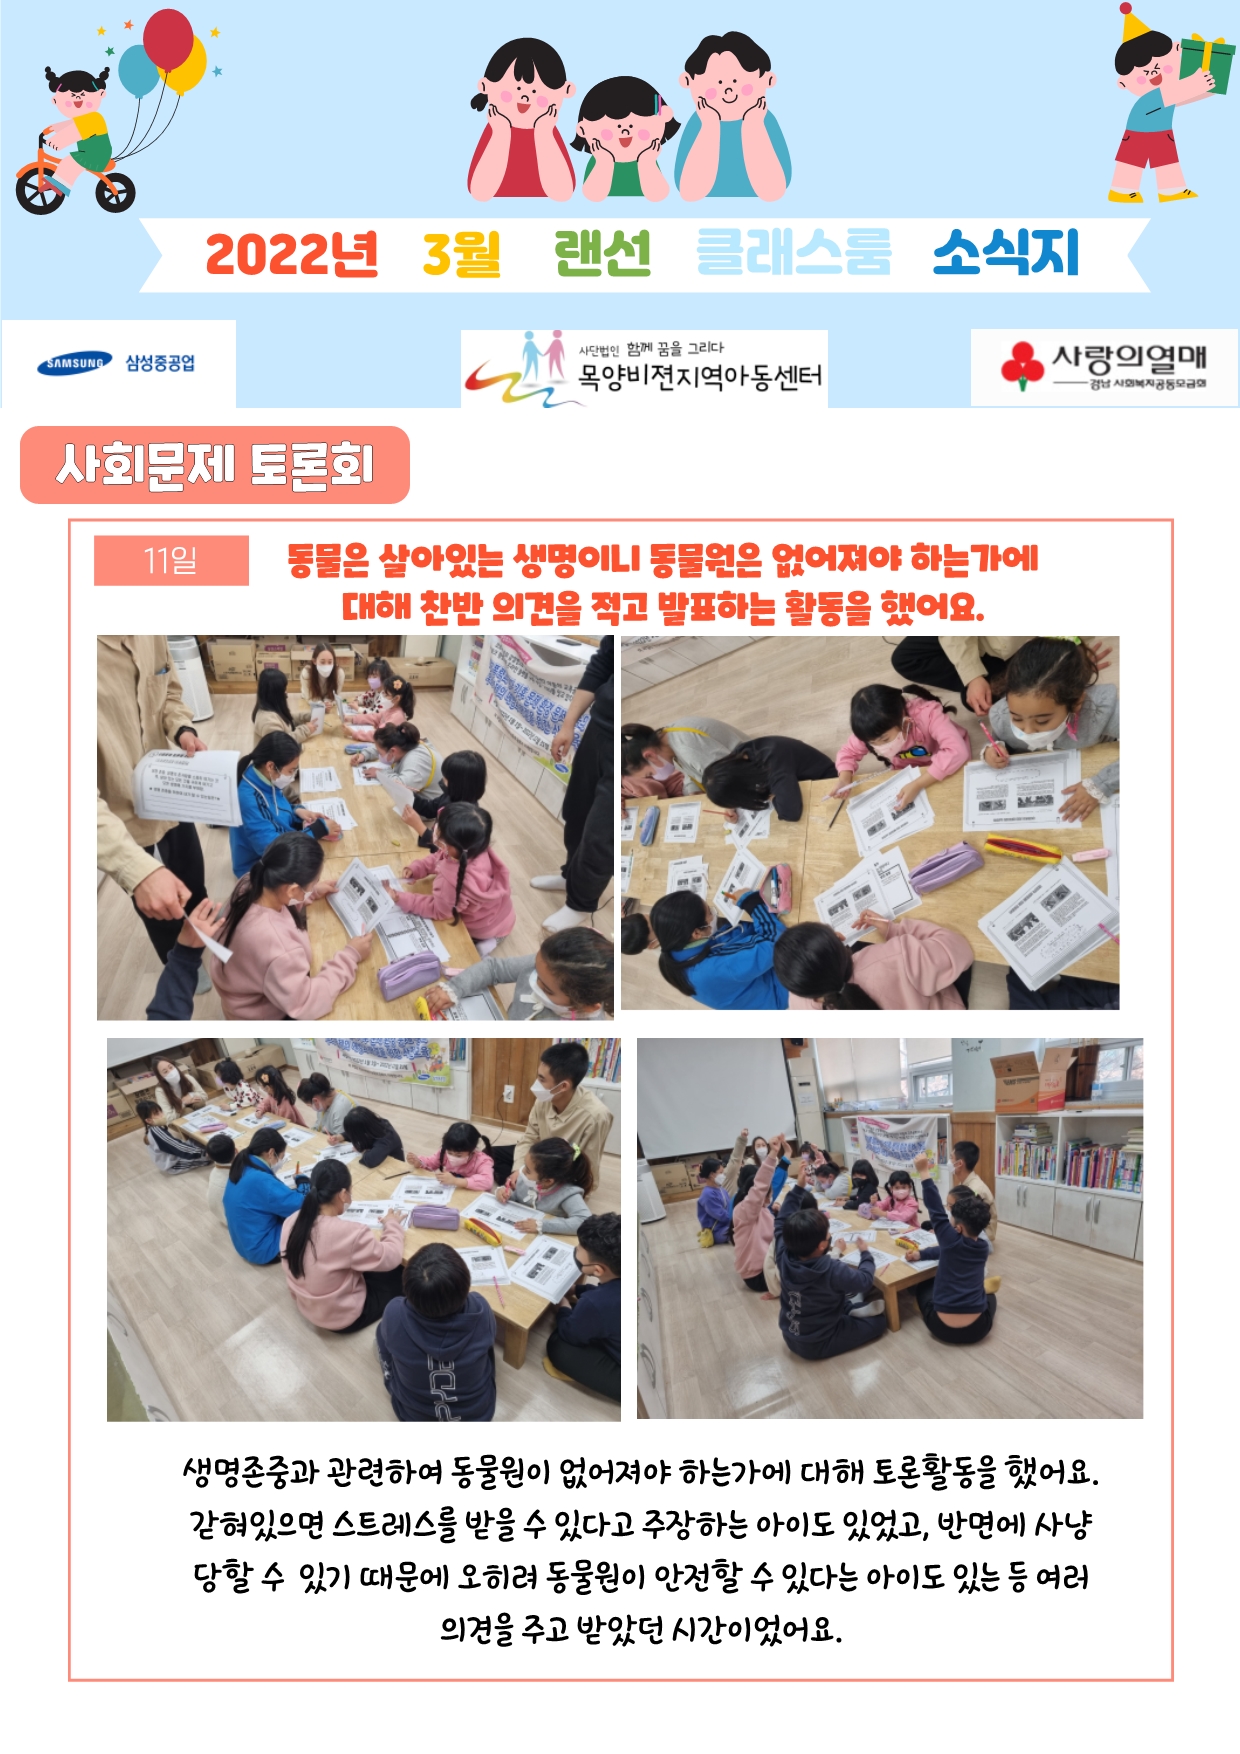 2022년 3월 랜선 클래스룸 소식지
SAMSUNG 삼성중공업
사단법인 함께 꿈을 그리다
목양비젼지역아동센터
사랑의열매
경남 사회복지공동모금회
사회문제 토론회
11일
동물은 살아있는 생명이니 동물원은 없어져야 하는가에
대해 찬반 의견을 적고 발표하는 활동을 했어요.
생명존중과 관련하여 동물원이 없어져야 하는가에 대해 토론활동을 했어요.
갇혀있으면 스트레스를 받을 수 있다고 주장하는 아이도 있었고, 반면에 사냥
당할 수 있기 때문에 오히려 동물원이 안전할 수 있다는 아이도 있는 등 여러
의견을 주고 받았던 시간이었어요.